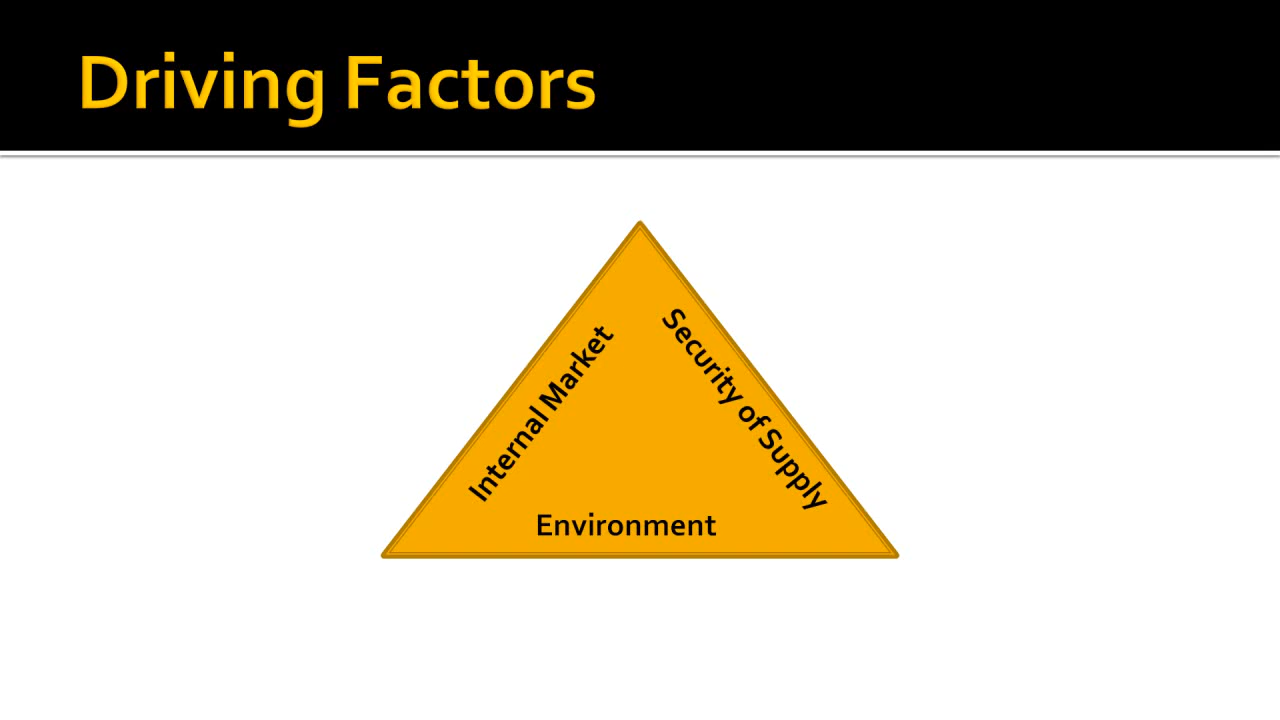 Driving Factors
Internal Market
Security of Supply
Environment